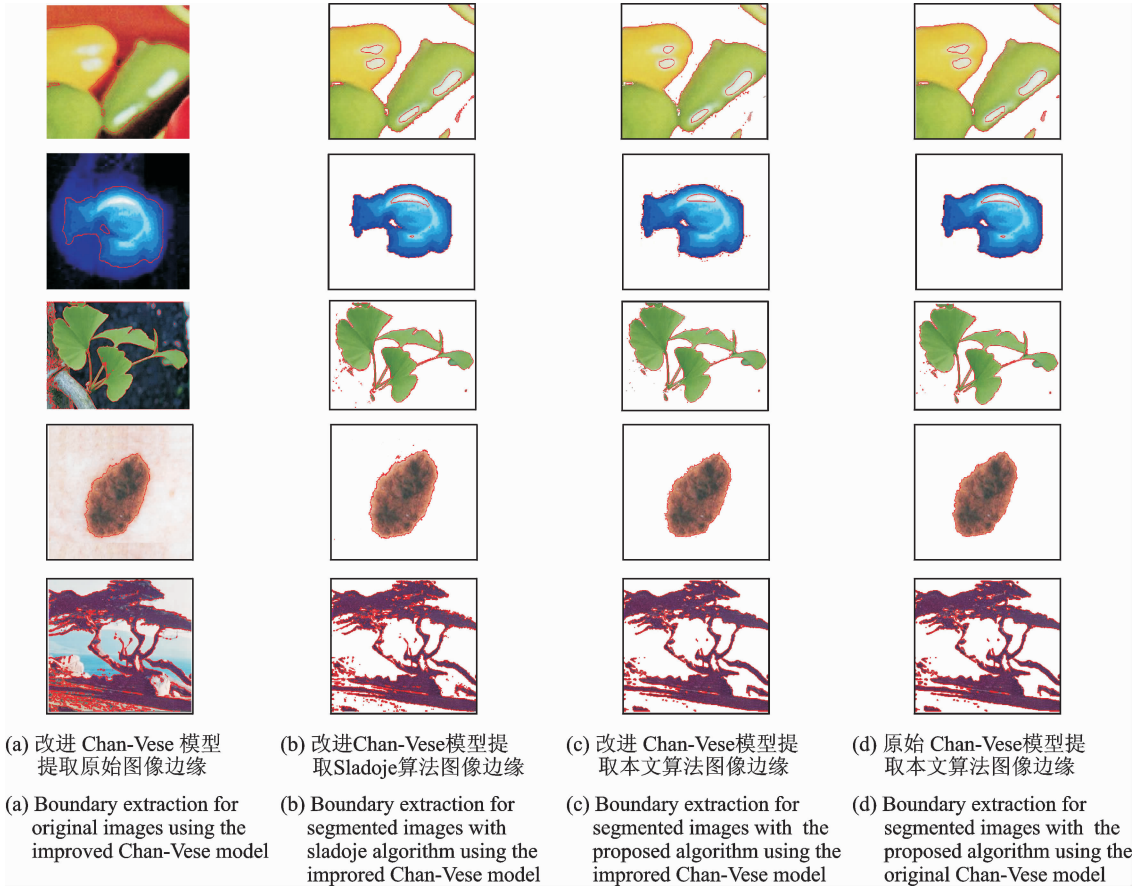 (a) 改进 Chan-Vese 模型
提取原始图像边缘
(b) 改进Chan-Vese模型提
取Sladoje算法图像边缘
(c) 改进 Chan-Vese模型提
取本文算法图像边缘
(d) 原始 Chan-Vese模型提
取本文算法图像边缘
(a) Boundary extraction for
original images using the
improved Chan-Vese model
(b) Boundary extraction for
segmented images with
sladoje algorithm using the
improred Chan-Vese model
(c) Boundary extraction for
segmented images with the
proposed algorithm using the
improred Chan-Vese model
(d) Boundary extraction for
segmented images with the
proposed algorithm using the
original Chan-Vese model